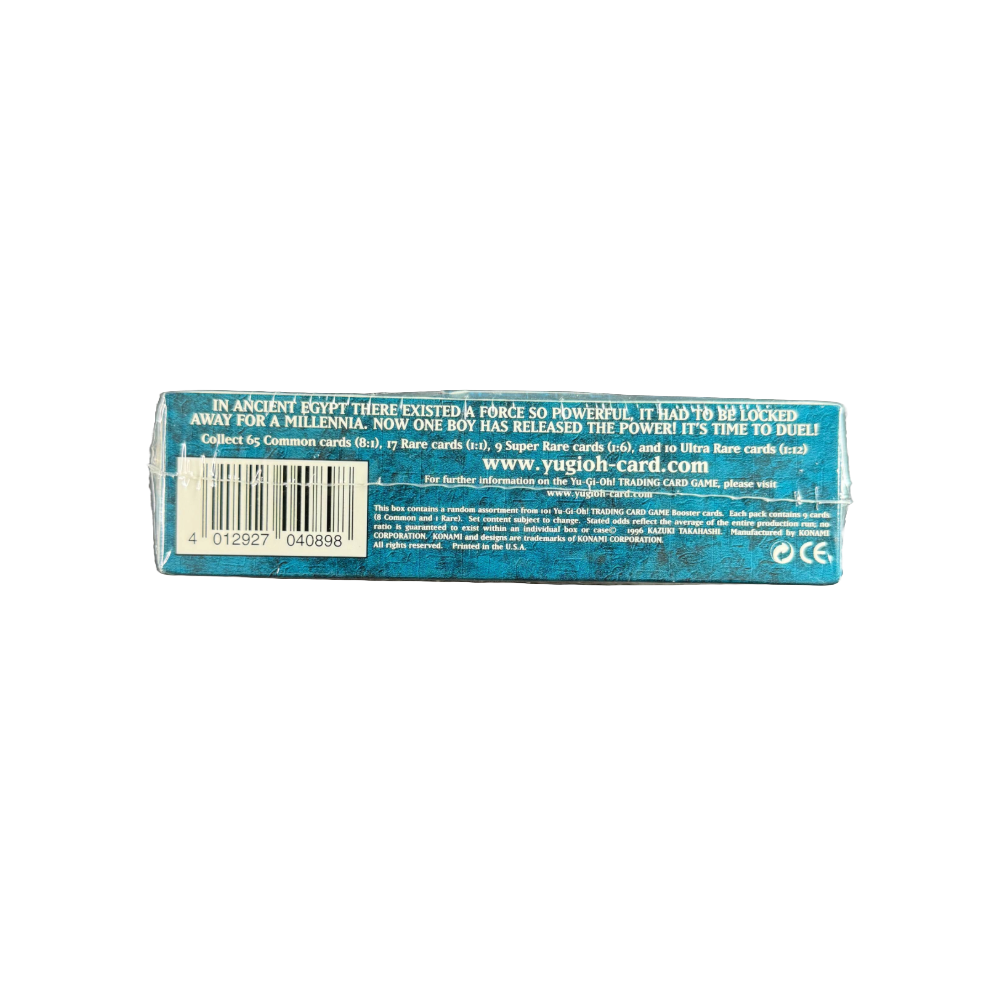 IN ANCIENT EGYPT THERE EXISTED A FORCE SO POWERFUL, IT HAD TO BE LOCKED
AWAY FOR A MILLENNIA. NOW ONE BOY HAS RELEASED THE POWER! IT'S TIME TO DUEL!
Collect 65 Common cards (8:1), 17 Rare cards (1:1), 9 Super Rare cards (1:6), and 10 Ultra Rare cards (1:12)
www.yugioh-card.com
For further information on the Yu-Gi-Oh! TRADING CARD GAME, please visit
www.yugioh-card.com
This box contains a random assortment from 101 Yu-Gi-Oh! TRADING CARD GAME Booster cards. Each pack contains 9 cards
(8 Common and 1 Rare). Set content subject to change. Stated odds reflect the average of the entire production run, no
ratio is guaranteed to exist within an individual box or case© 1996 KAZUKI TAKAHASHI. Manufactured by KONAMI
CORPORATION. KONAMI and designs are trademarks of KONAMI CORPORATION.
All rights reserved. Printed in the U.S.A.
4 012927 040898
CE